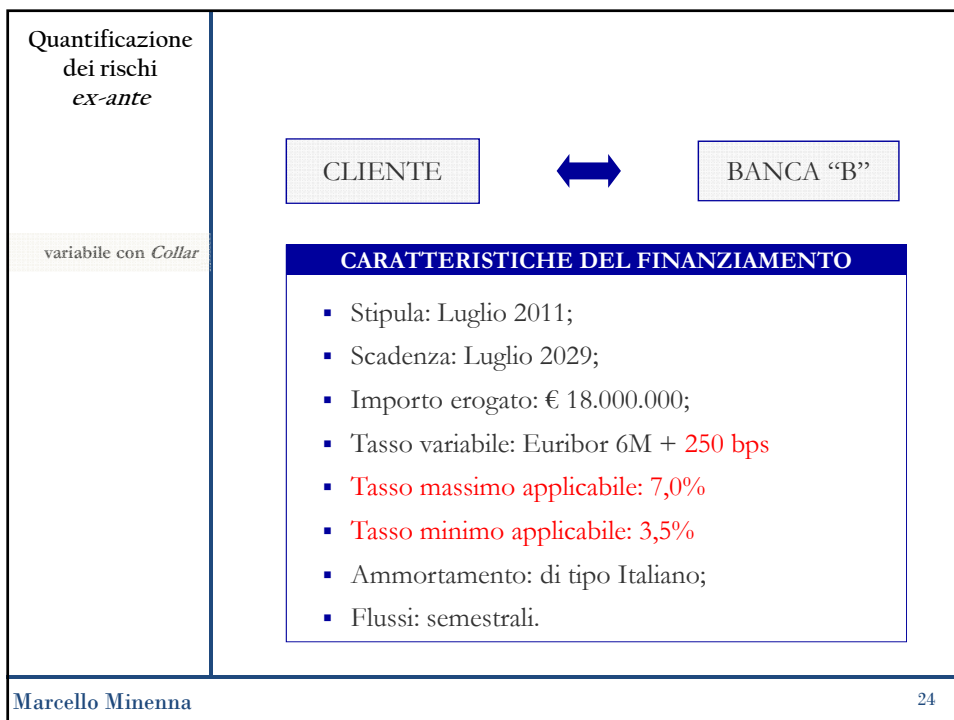 Quantificazione
dei rischi
ex-ante
CLIENTE
BANCA “B”
variabile con Collar
CARATTERISTICHE DEL FINANZIAMENTO
▪ Stipula: Luglio 2011;
▪ Scadenza: Luglio 2029;
▪ Importo erogato: € 18.000.000;
▪ Tasso variabile: Euribor 6M + 250 bps
▪ Tasso massimo applicabile: 7,0%
▪ Tasso minimo applicabile: 3,5%
▪ Ammortamento: di tipo Italiano;
▪ Flussi: semestrali.
Marcello Minenna
24